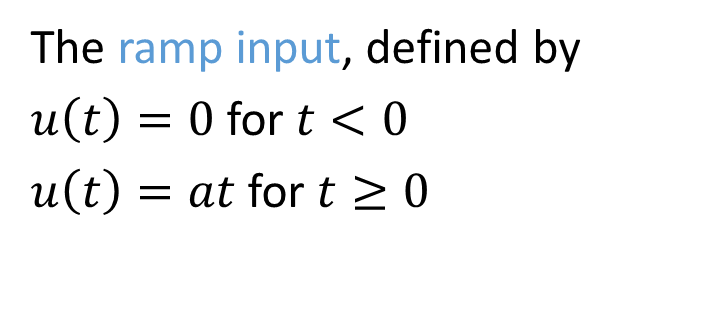 The ramp input, defined by
u(t) = 0 for t < 0
u(t) = at for t ≥ 0